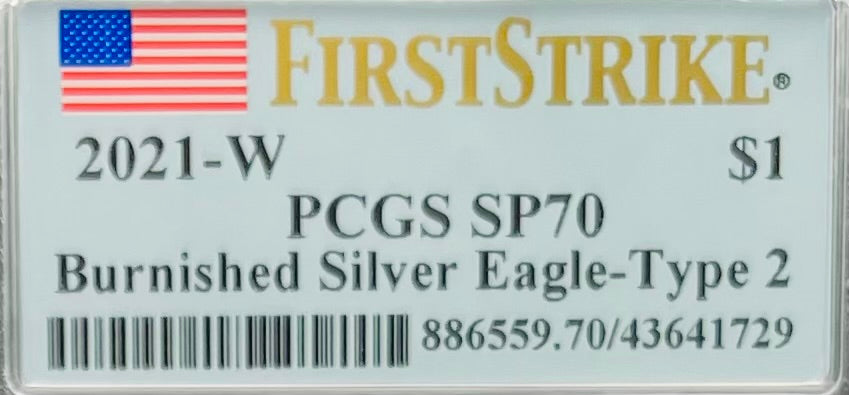 FIRSTSTRIKE®
2021-W $1
PCGS SP70
Burnished Silver Eagle-Type 2
886559.70/43641729